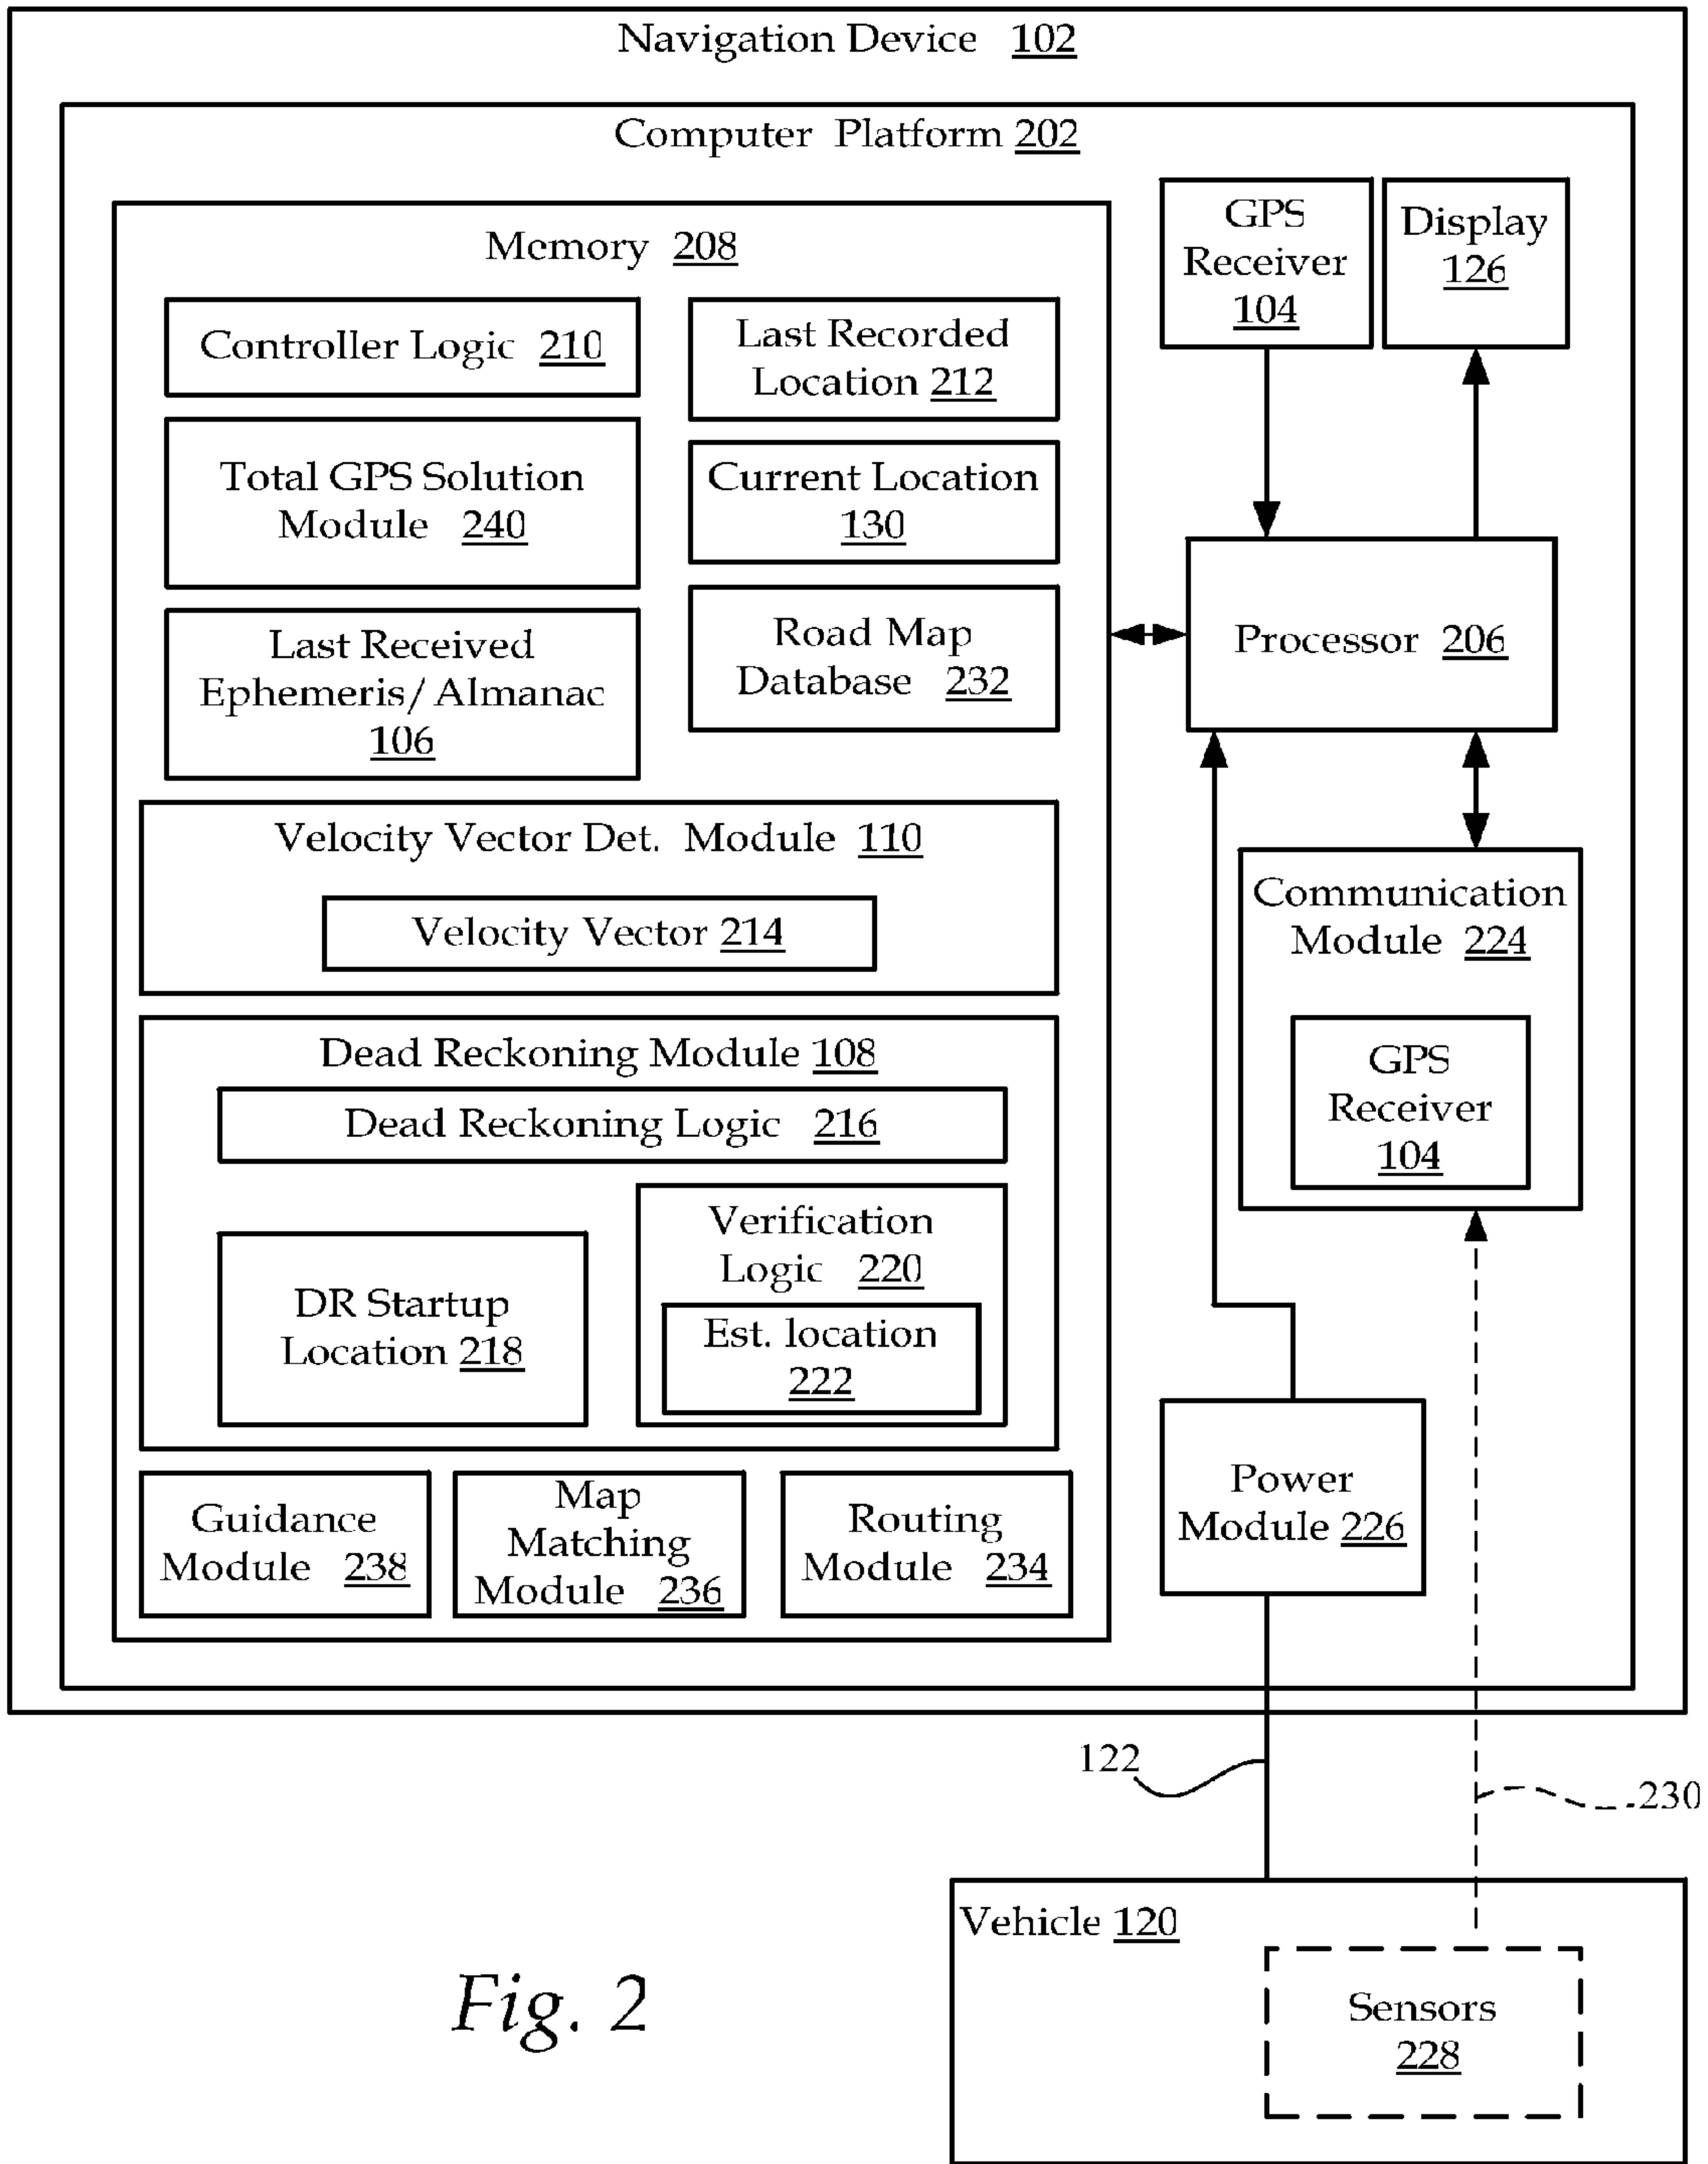 Navigation Device 102
Computer Platform 202
Memory 208
Controller Logic 210
Total GPS Solution
Module 240
Last Received
Ephemeris/Almanac
106
Last Recorded
Location 212
Current Location
130
Road Map
Database 232
Velocity Vector Det. Module 110
Velocity Vector 214
Dead Reckoning Module 108
Dead Reckoning Logic 216
DR Startup
Location 218
Verification
Logic 220
Est. location
222
Guidance
Module 238
Map
Matching
Module 236
Routing
Module 234
GPS
Receiver
104
Display
126
Processor 206
Communication
Module 224
GPS
Receiver
104
Power
Module 226
122
230
Vehicle 120
Sensors
228
Fig. 2